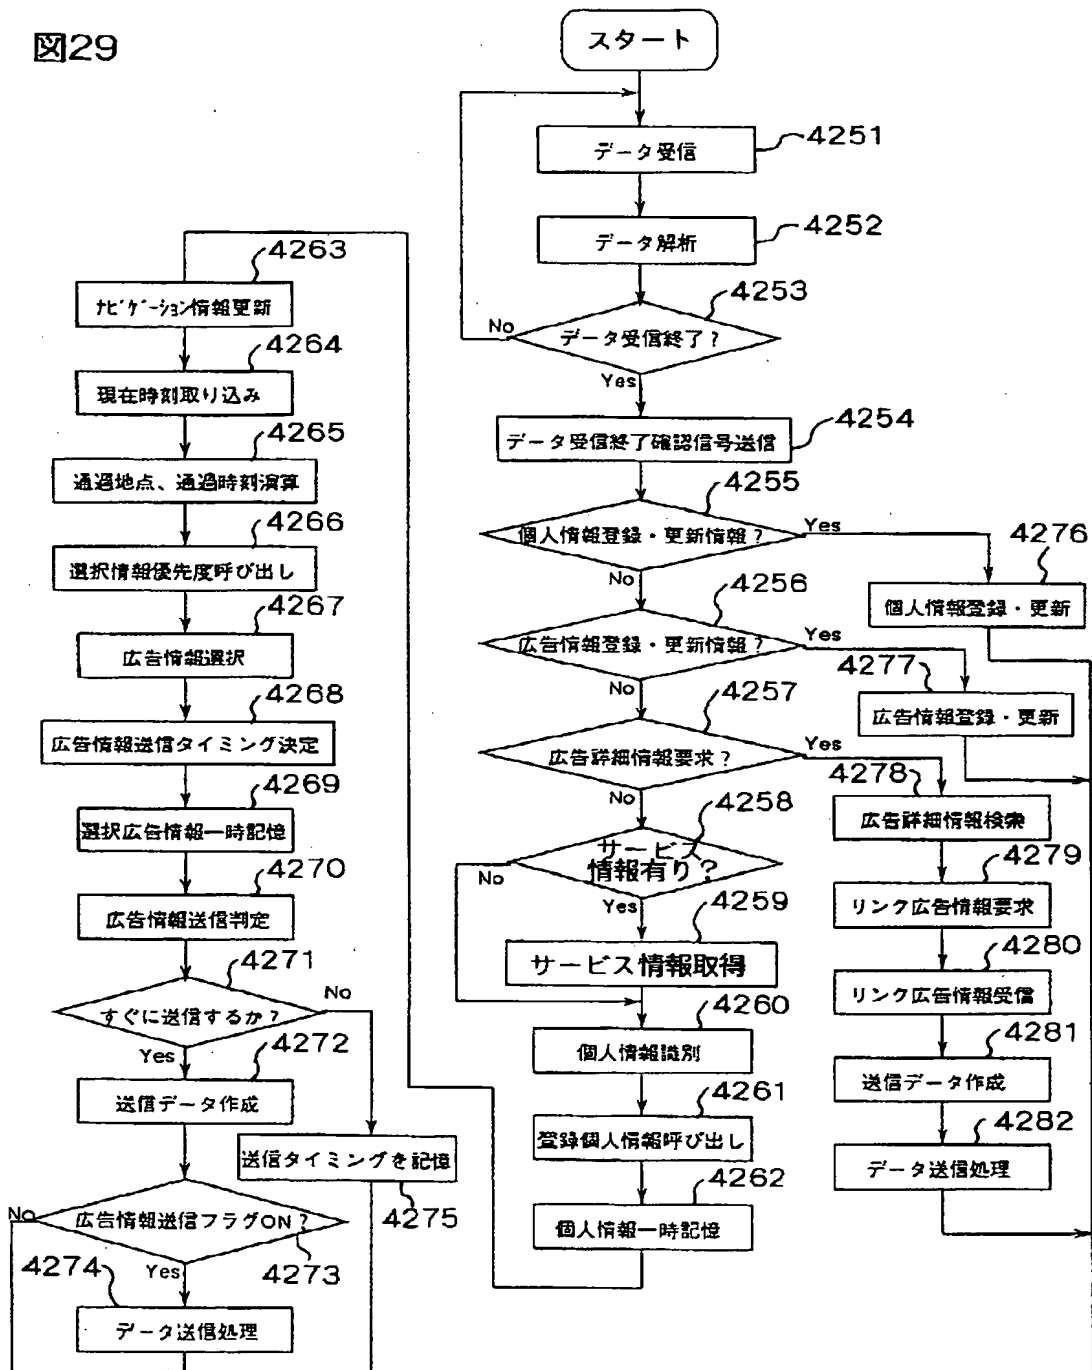 図29
スタート
データ受信
4251
データ解析
4252
データ受信終了?
4253
No
Yes
データ受信終了確認信号送信
4254
個人情報登録・更新情報?
4255
Yes
No
広告情報登録・更新情報?
4256
Yes
No
広告詳細情報要求?
4257
Yes
No
サービス
情報有り?
4258
No
Yes
サービス情報取得
4259
個人情報識別
4260
登録個人情報呼び出し
4261
個人情報一時記憶
4262
ナビゲーション情報更新
4263
現在時刻取り込み
4264
通過地点、通過時刻演算
4265
選択情報優先度呼び出し
4266
広告情報選択
4267
広告情報送信タイミング決定
4268
選択広告情報一時記憶
4269
広告情報送信判定
4270
すぐに送信するか?
4271
No
Yes
送信データ作成
4272
送信タイミングを記憶
4275
広告情報送信フラグON?
4273
No
Yes
データ送信処理
4274
個人情報登録・更新
4276
広告情報登録・更新
4277
広告詳細情報検索
4278
リンク広告情報要求
4279
リンク広告情報受信
4280
送信データ作成
4281
データ送信処理
4282